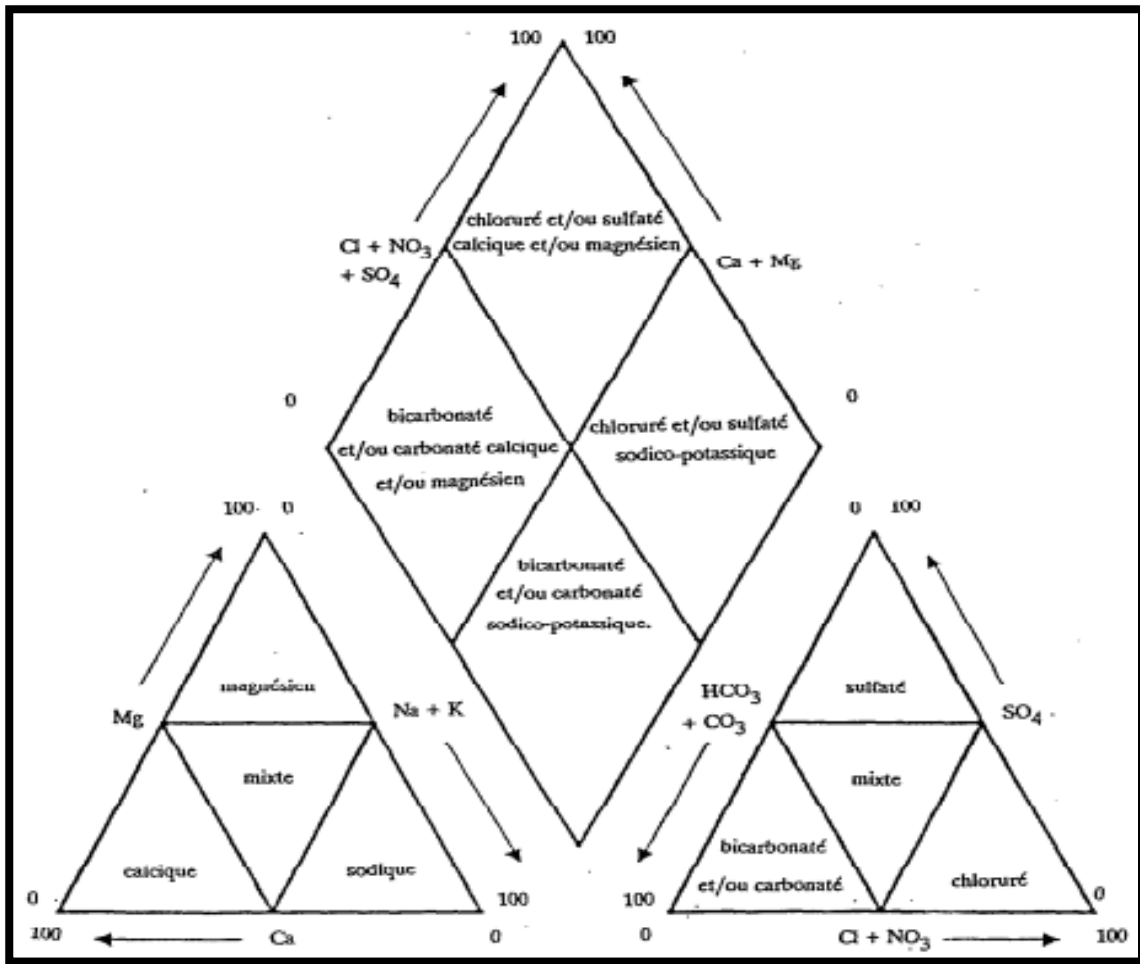 100 100
chloruré et/ou sulfaté
calcique et/ou magnésien
Cl + NO3
+ SO4
Ca + Mg
0
0
bicarbonaté
et/ou carbonaté calcique
et/ou magnésien
chloruré et/ou sulfaté
sodico-potassique
bicarbonaté
et/ou carbonaté
sodico-potassique.
100 0
magnésien
Mg
Na + K
mixte
calcique
sodique
0
100
100
Ca
0
0 100
HCO3
+ CO3
sulfaté
SO4
mixte
bicarbonaté
et/ou carbonaté
chloruré
100
0
0
Cl + NO3
100